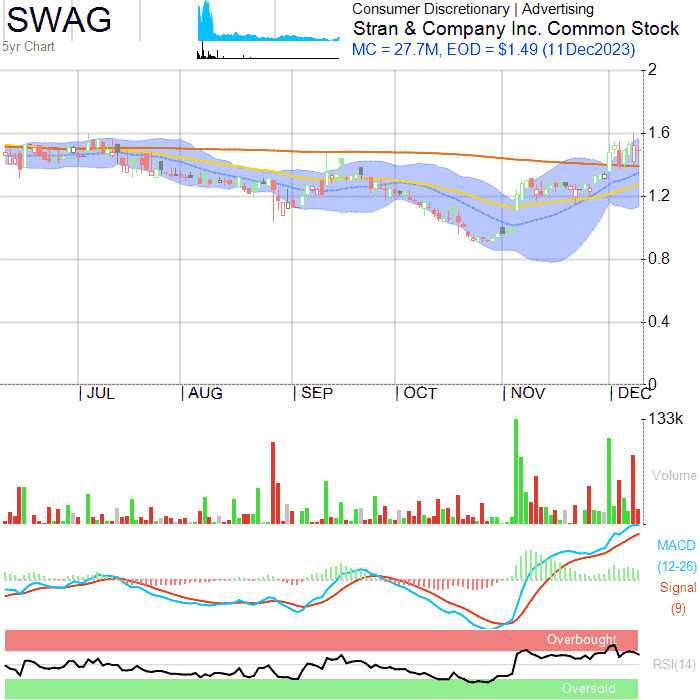 SWAG
5yr Chart
Consumer Discretionary | Advertising
Stran & Company Inc. Common Stock
MC = 27.7M, EOD = $1.49 (11Dec2023)
2
1.6
1.2
0.8
0.4
0
| JUL | AUG | SEP | OCT | NOV | DEC
133k
Volume
MACD
(12-26)
Signal
(9)
Overbought
RSI(14)
Oversold